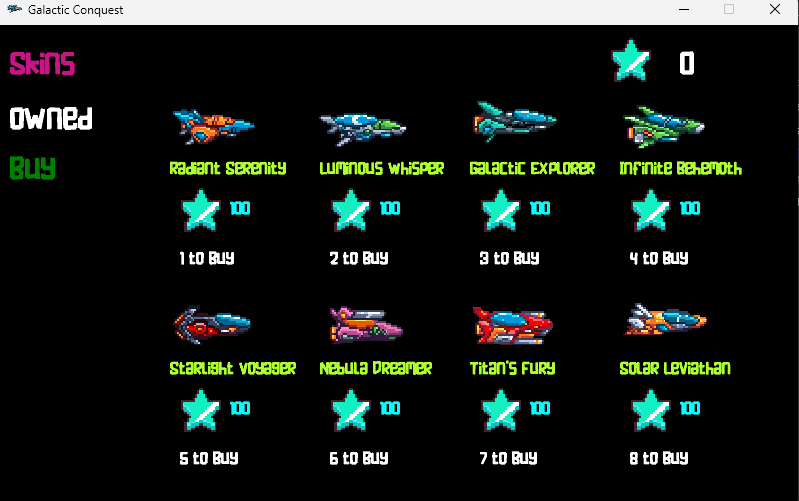 Galactic Conquest
Skins
0
Owned
Buy
Radiant Serenity
Luminous Whisper
Galactic Explorer
Infinite Behemoth
100
100
100
100
1 to Buy
2 to Buy
3 to Buy
4 to Buy
Starlight Voyager
Nebula Dreamer
Titan's Fury
Solar Leviathan
100
100
100
100
5 to Buy
6 to Buy
7 to Buy
8 to Buy